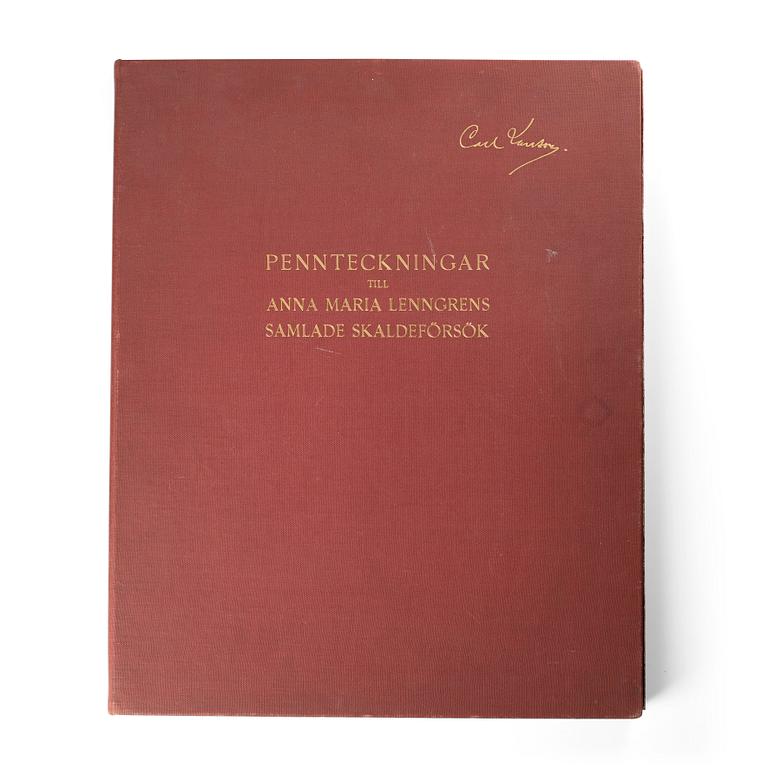 Carl Larsson.
PENNTECKNINGAR
TILL
ANNA MARIA LENNGRENS
SAMLADE SKALDEFÖRSÖK